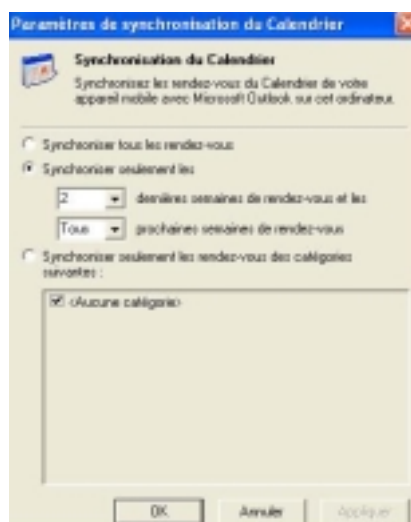 Paramètres de synchronisation du Calendrier
Synchronisation du Calendrier
Synchronisez les rendez-vous du Calendrier de votre
appareil mobile avec Microsoft Outlook sur cet ordinateur.
Synchroniser tous les rendez-vous
Synchroniser seulement les
2 dernières semaines de rendez-vous et les
Tous prochaines semaines de rendez-vous
Synchroniser seulement les rendez-vous des catégories
suivantes :
<Aucune catégorie>
OK Annuler Appliquer